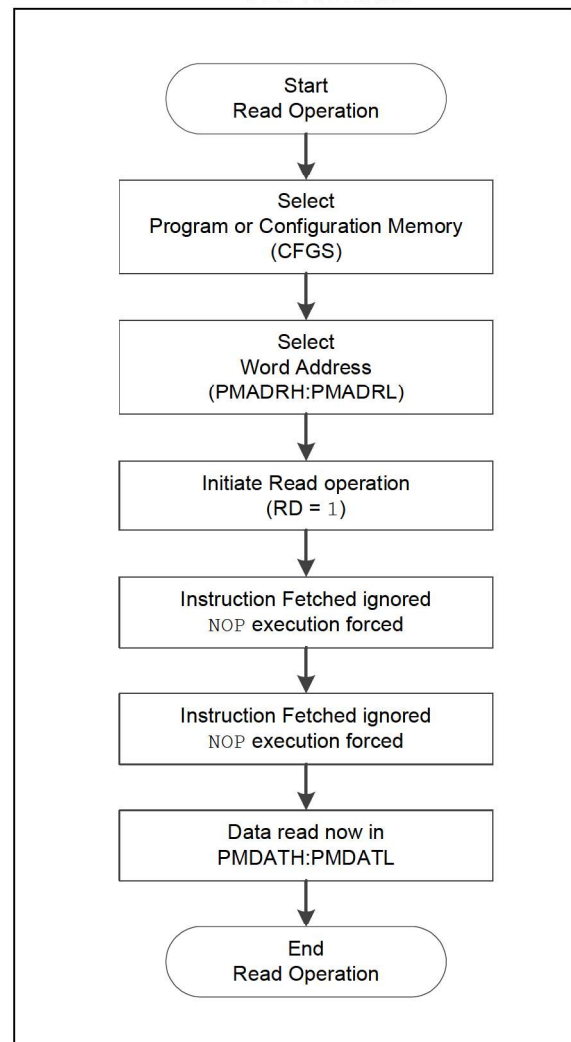 Start
Read Operation
Select
Program or Configuration Memory
(CFGS)
Select
Word Address
(PMADRH:PMADRL)
Initiate Read operation
(RD = 1)
Instruction Fetched ignored
NOP execution forced
Instruction Fetched ignored
NOP execution forced
Data read now in
PMDATH:PMDATL
End
Read Operation